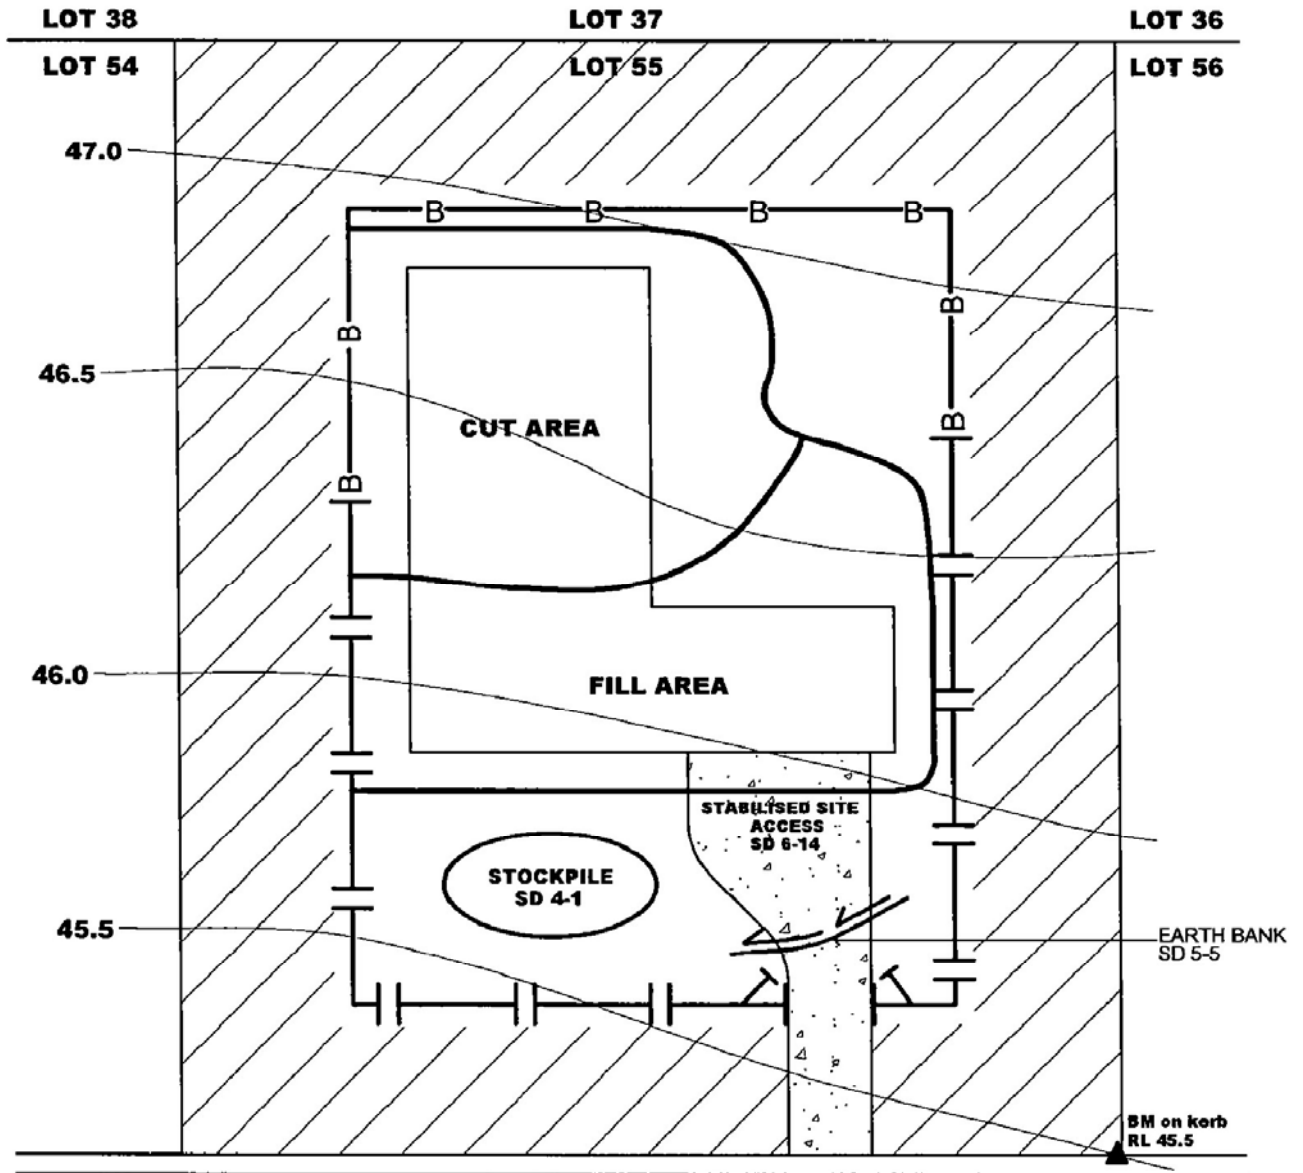 LOT 38
LOT 37
LOT 36
LOT 54
LOT 55
LOT 56
47.0
B
B
B
B
B
B
46.5
B
CUT AREA
B
46.0
FILL AREA
STABILISED SITE
ACCESS
SD 6-14
STOCKPILE
SD 4-1
45.5
EARTH BANK
SD 5-5
BM on kerb
RL 45.5